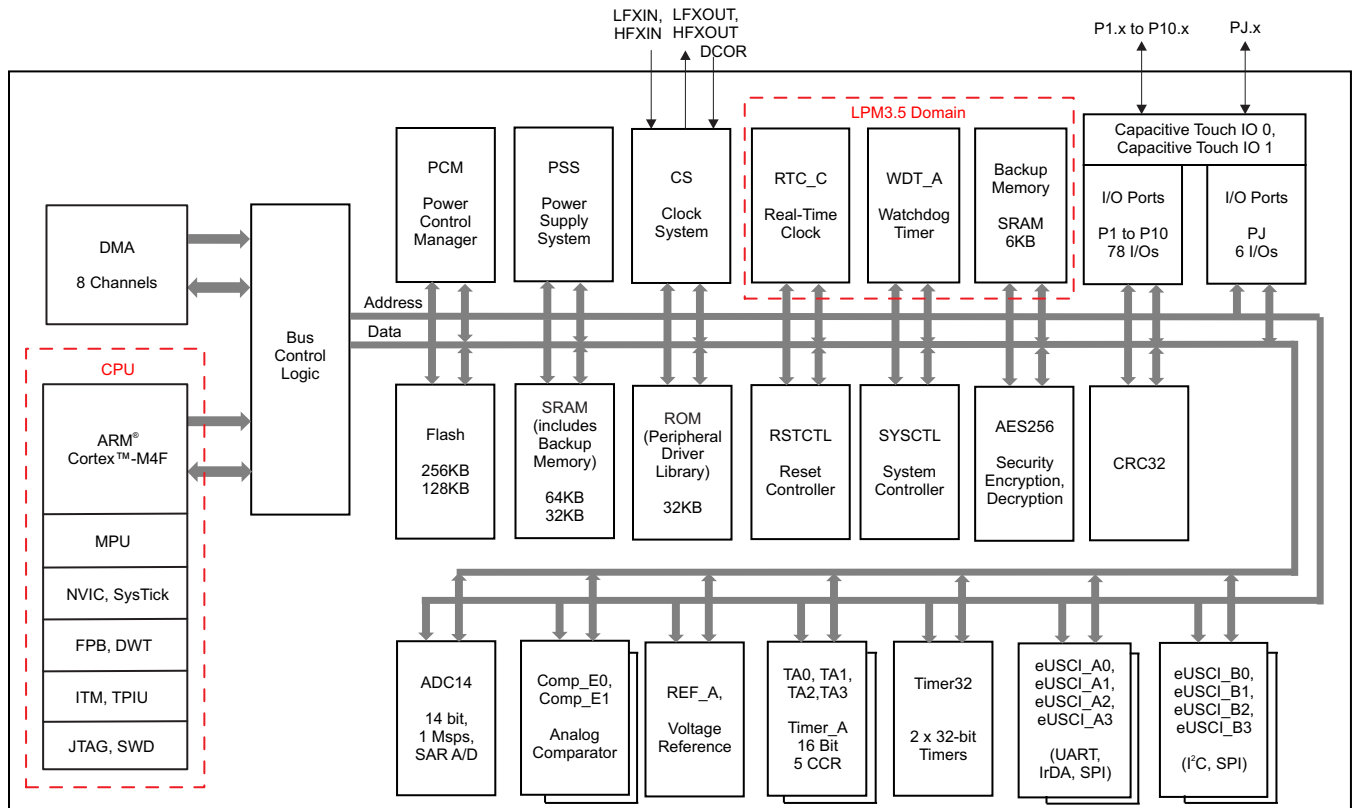 LFXIN,
HFXIN
LFXOUT,
HFXOUT
DCOR
P1.x to P10.x
PJ.x
LPM3.5 Domain
PCM
Power
Control
Manager
PSS
Power
Supply
System
CS
Clock
System
RTC_C
Real-Time
Clock
WDT_A
Watchdog
Timer
Backup
Memory
SRAM
6KB
Capacitive Touch IO 0,
Capacitive Touch IO 1
I/O Ports
P1 to P10
78 I/Os
I/O Ports
PJ
6 I/Os
DMA
8 Channels
Bus
Control
Logic
Address
Data
CPU
ARM®
Cortex™-M4F
MPU
NVIC, SysTick
FPB, DWT
ITM, TPIU
JTAG, SWD
Flash
256KB
128KB
SRAM
(includes
Backup
Memory)
64KB
32KB
ROM
(Peripheral
Driver
Library)
32KB
RSTCTL
Reset
Controller
SYSCTL
System
Controller
AES256
Security
Encryption,
Decryption
CRC32
ADC14
14 bit,
1 Msps,
SAR A/D
Comp_E0,
Comp_E1
Analog
Comparator
REF_A,
Voltage
Reference
TA0, TA1,
TA2,TA3
Timer_A
16 Bit
5 CCR
Timer32
2 x 32-bit
Timers
eUSCI_A0,
eUSCI_A1,
eUSCI_A2,
eUSCI_A3
(UART,
IrDA, SPI)
eUSCI_B0,
eUSCI_B1,
eUSCI_B2,
eUSCI_B3
(I²C, SPI)